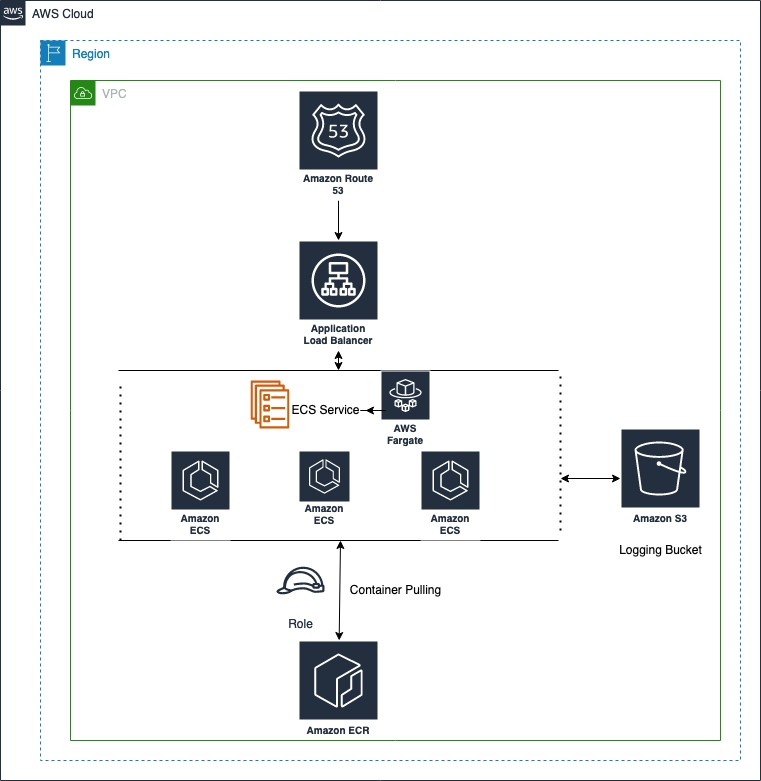 aws
AWS Cloud
Region
VPC
53
Amazon Route
53
Application
Load Balancer
ECS Service
AWS
Fargate
Amazon
ECS
Amazon
ECS
Amazon
ECS
Amazon S3
Logging Bucket
Container Pulling
Role
Amazon ECR